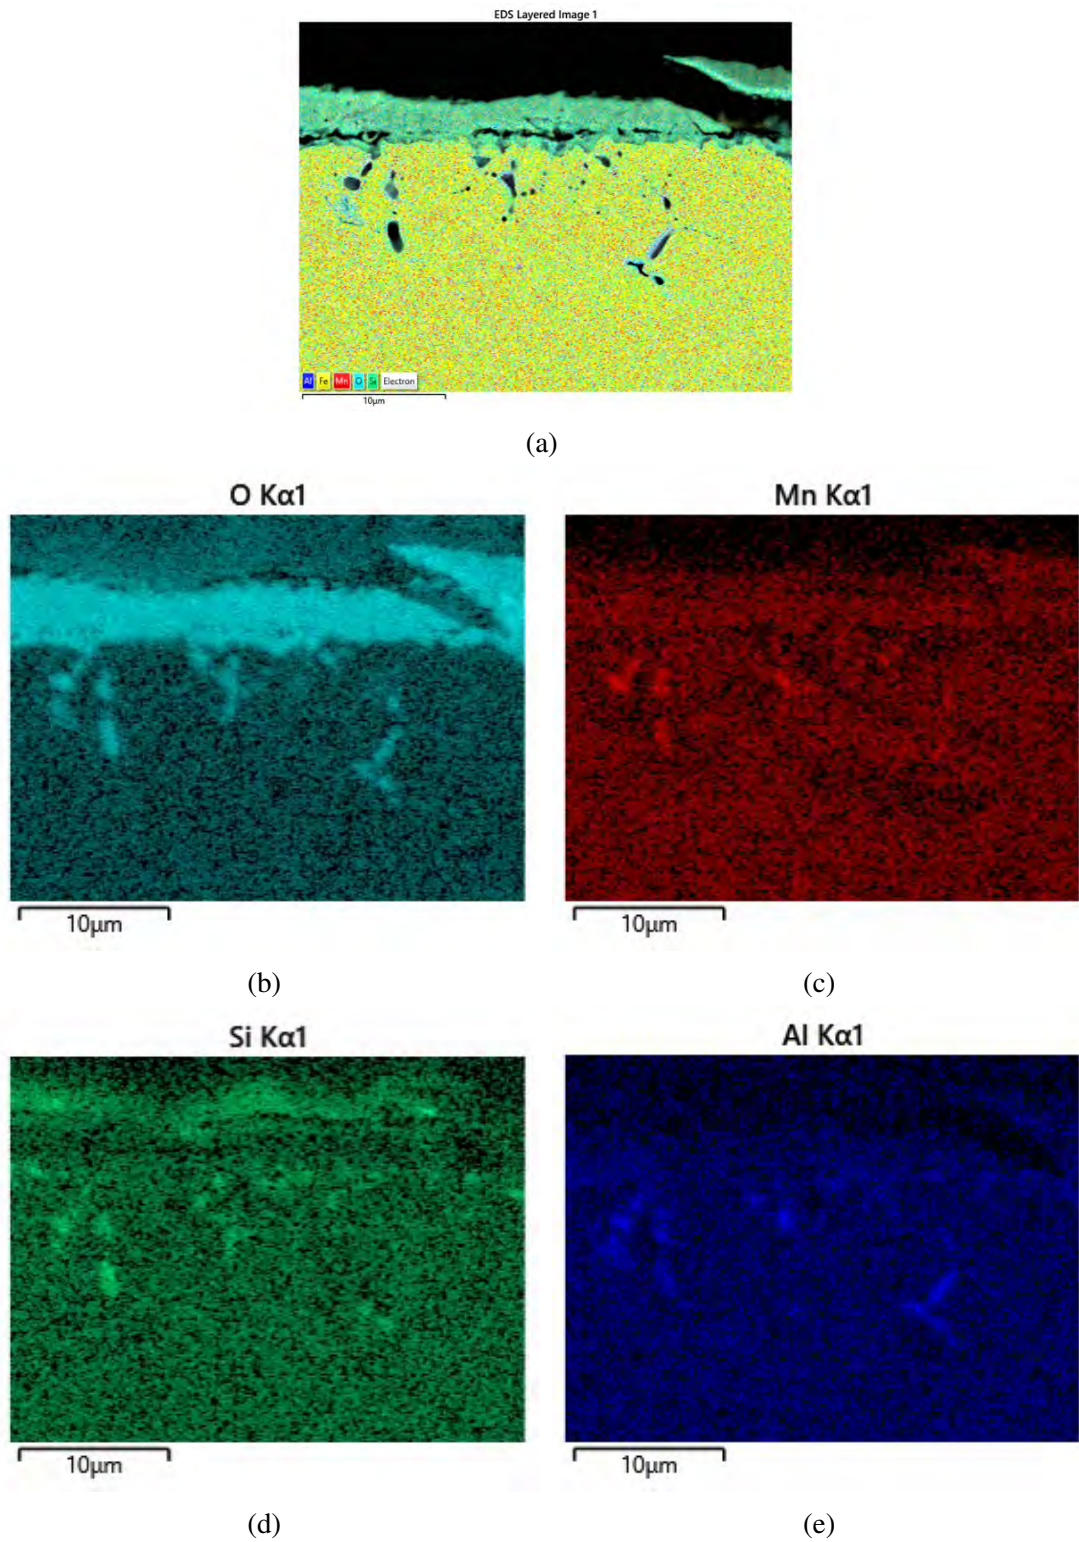 EDS Layered Image 1
Al Fe Mn O Si Electron
10µm
(a)
O Kα1
Mn Kα1
10µm
10µm
(b)
(c)
Si Kα1
Al Kα1
10µm
10µm
(d)
(e)